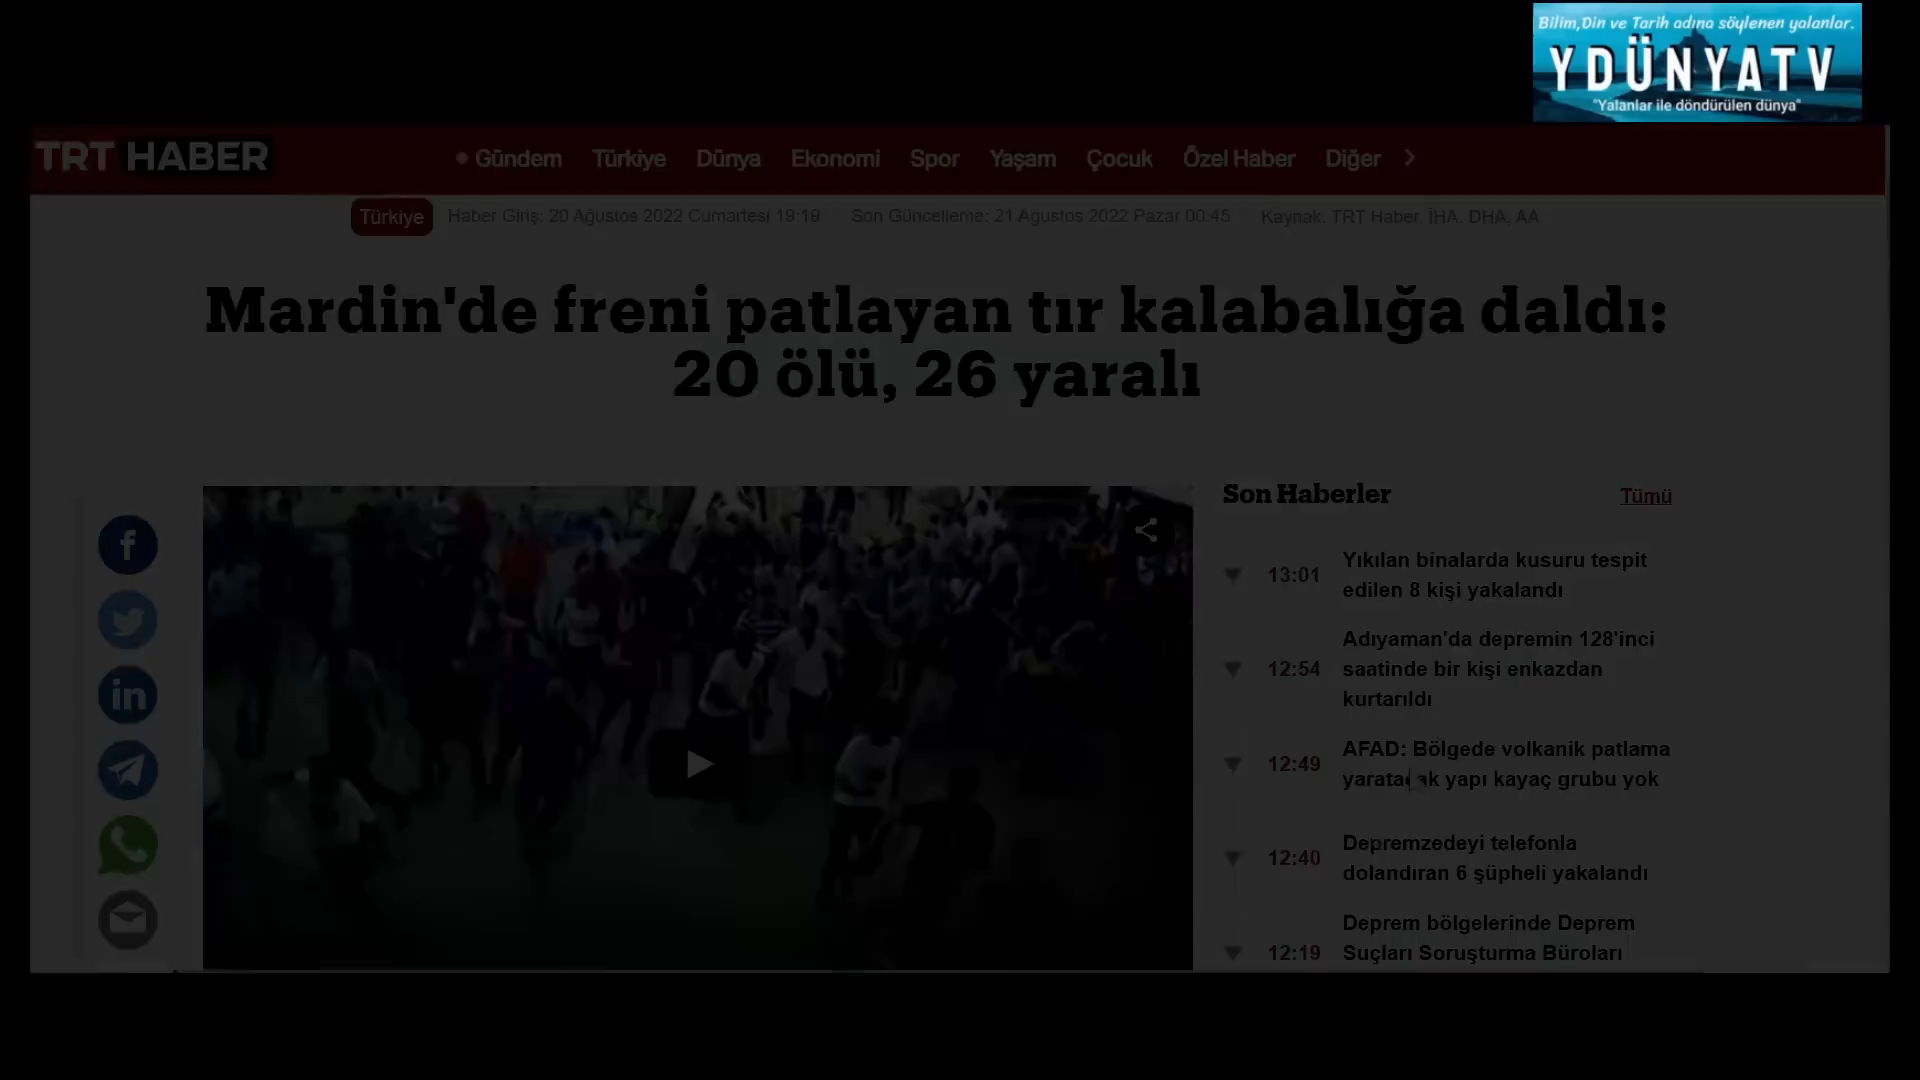 Bilim,Din ve Tarih adına söylenen yalanlar.
YDÜNYATV
"Yalanlar ile döndürülen dünya"
TRT HABER
Gündem Türkiye Dünya Ekonomi Spor Yaşam Çocuk Özel Haber Diğer
Türkiye Haber Giriş: 20 Ağustos 2022 Cumartesi 19:19 Son Güncelleme: 21 Ağustos 2022 Pazar 00:45 Kaynak: TRT Haber, İHA, DHA, AA
Mardin'de freni patlayan tır kalabalığa daldı:
20 ölü, 26 yaralı
Son Haberler Tümü
13:01 Yıkılan binalarda kusuru tespit
edilen 8 kişi yakalandı
12:54 Adıyaman'da depremin 128'inci
saatinde bir kişi enkazdan
kurtarıldı
12:49 AFAD: Bölgede volkanik patlama
yaratacak yapı kayaç grubu yok
12:40 Depremzedeyi telefonla
dolandıran 6 şüpheli yakalandı
12:19 Deprem bölgelerinde Deprem
Suçları Soruşturma Büroları